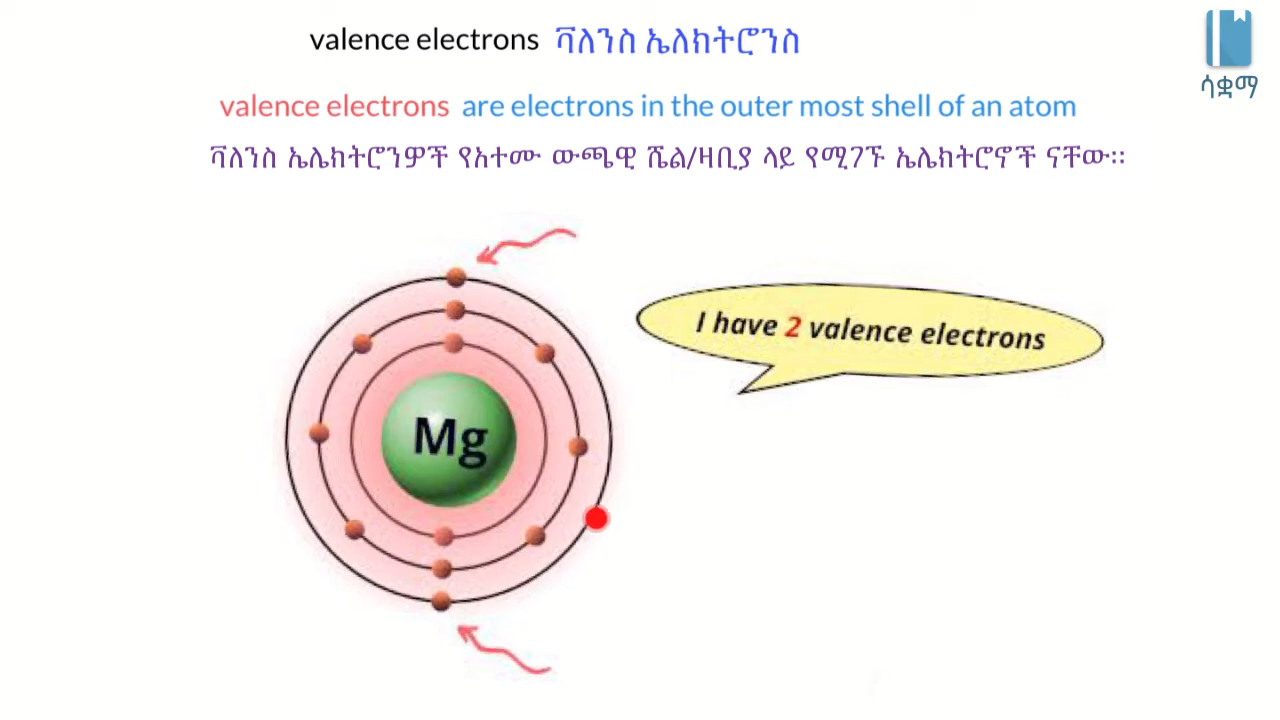 valence electrons ቫለንስ ኤለክትሮንስ
ሳቋማ
valence electrons are electrons in the outer most shell of an atom
ቫለንስ ኤሌክትሮንዎች የአተሙ ውጫዊ ሼል/ዛቢያ ላይ የሚገኙ ኤሌክትሮኖች ናቸው።
I have 2 valence electrons
Mg